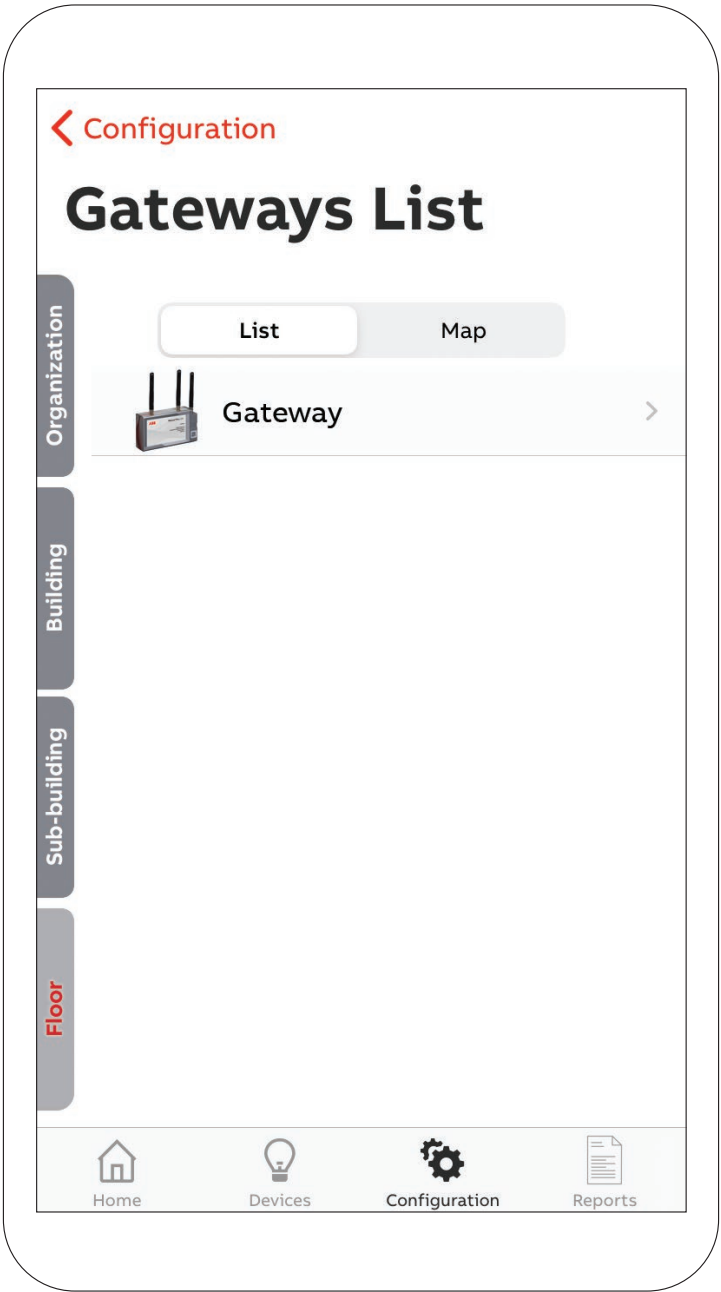 Configuration
Gateways List
Organization
Building
Sub-building
Floor
List Map
Gateway
Home Devices Configuration Reports